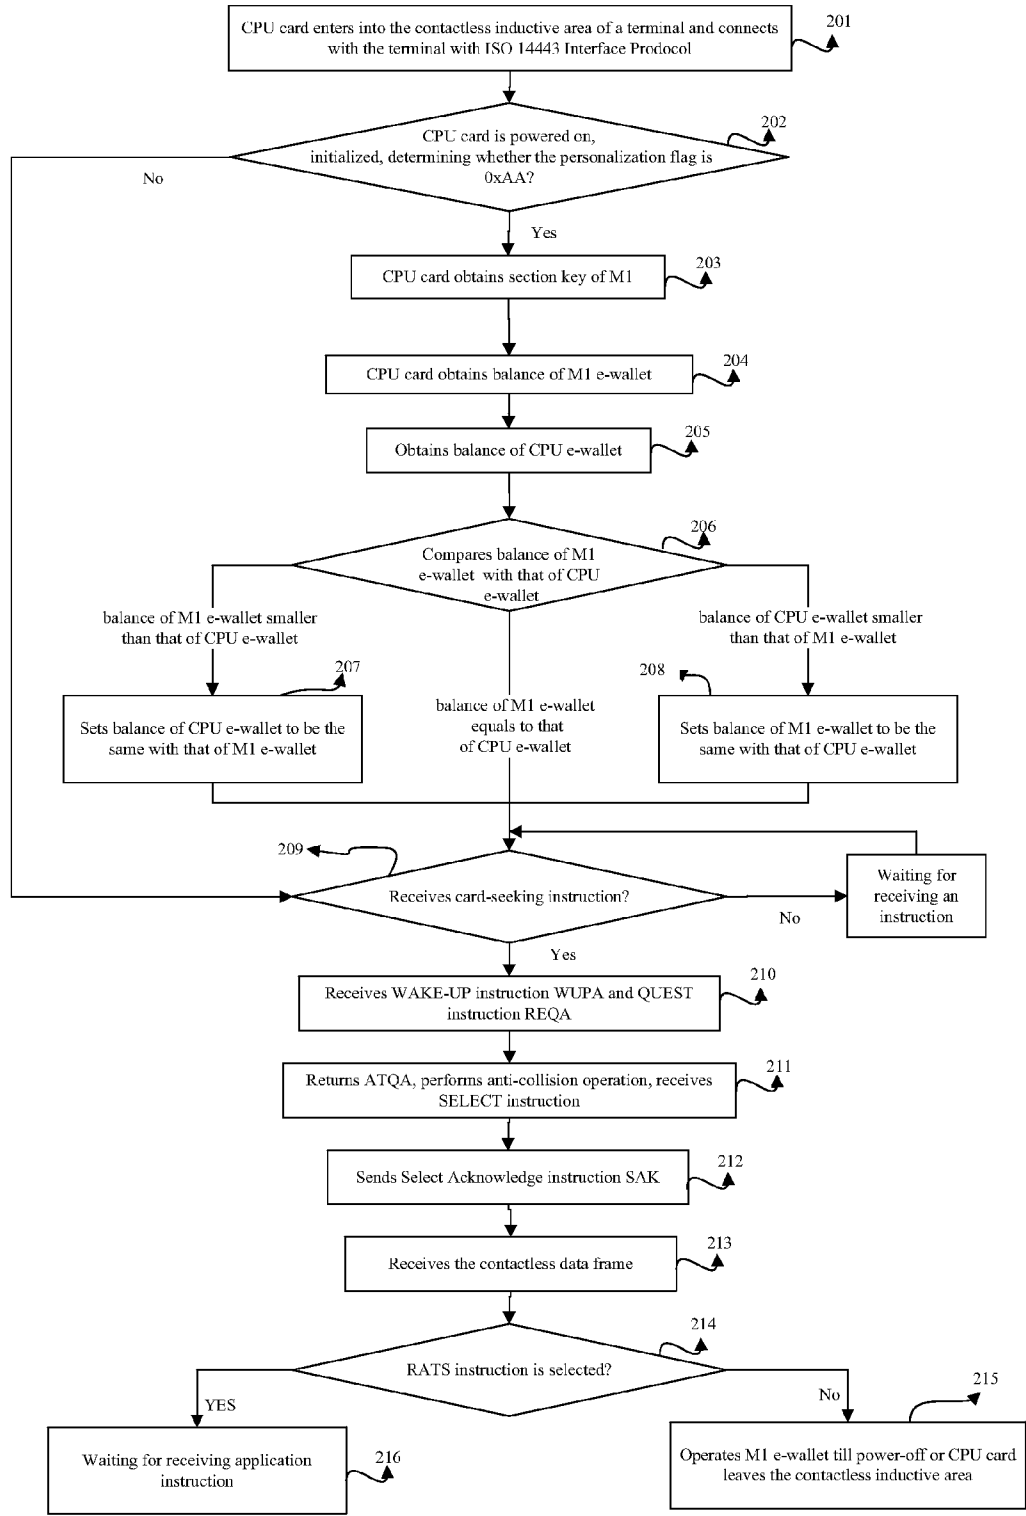 CPU card enters into the contactless inductive area of a terminal and connects
with the terminal with ISO 14443 Interface Prodocol
201
CPU card is powered on,
initialized, determining whether the personalization flag is
0xAA?
202
No
Yes
CPU card obtains section key of M1
203
CPU card obtains balance of M1 e-wallet
204
Obtains balance of CPU e-wallet
205
Compares balance of M1
e-wallet with that of CPU
e-wallet
206
balance of M1 e-wallet smaller
than that of CPU e-wallet
balance of CPU e-wallet smaller
than that of M1 e-wallet
207
208
Sets balance of CPU e-wallet to be the
same with that of M1 e-wallet
balance of M1 e-wallet
equals to that
of CPU e-wallet
Sets balance of M1 e-wallet to be the
same with that of CPU e-wallet
209
Receives card-seeking instruction?
No
Waiting for
receiving an
instruction
Yes
Receives WAKE-UP instruction WUPA and QUEST
instruction REQA
210
Returns ATQA, performs anti-collision operation, receives
SELECT instruction
211
Sends Select Acknowledge instruction SAK
212
Receives the contactless data frame
213
RATS instruction is selected?
214
YES
No
215
Waiting for receiving application
instruction
216
Operates M1 e-wallet till power-off or CPU card
leaves the contactless inductive area